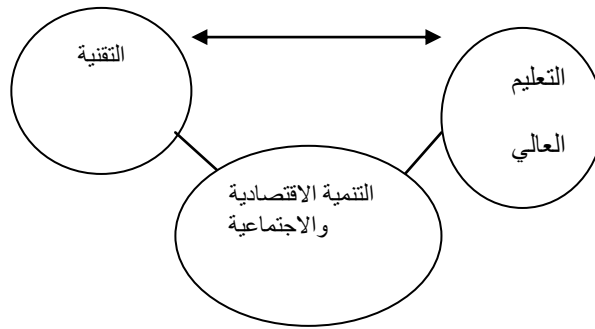 التقنية
التعليم
العالي
التنمية الاقتصادية
والاجتماعية